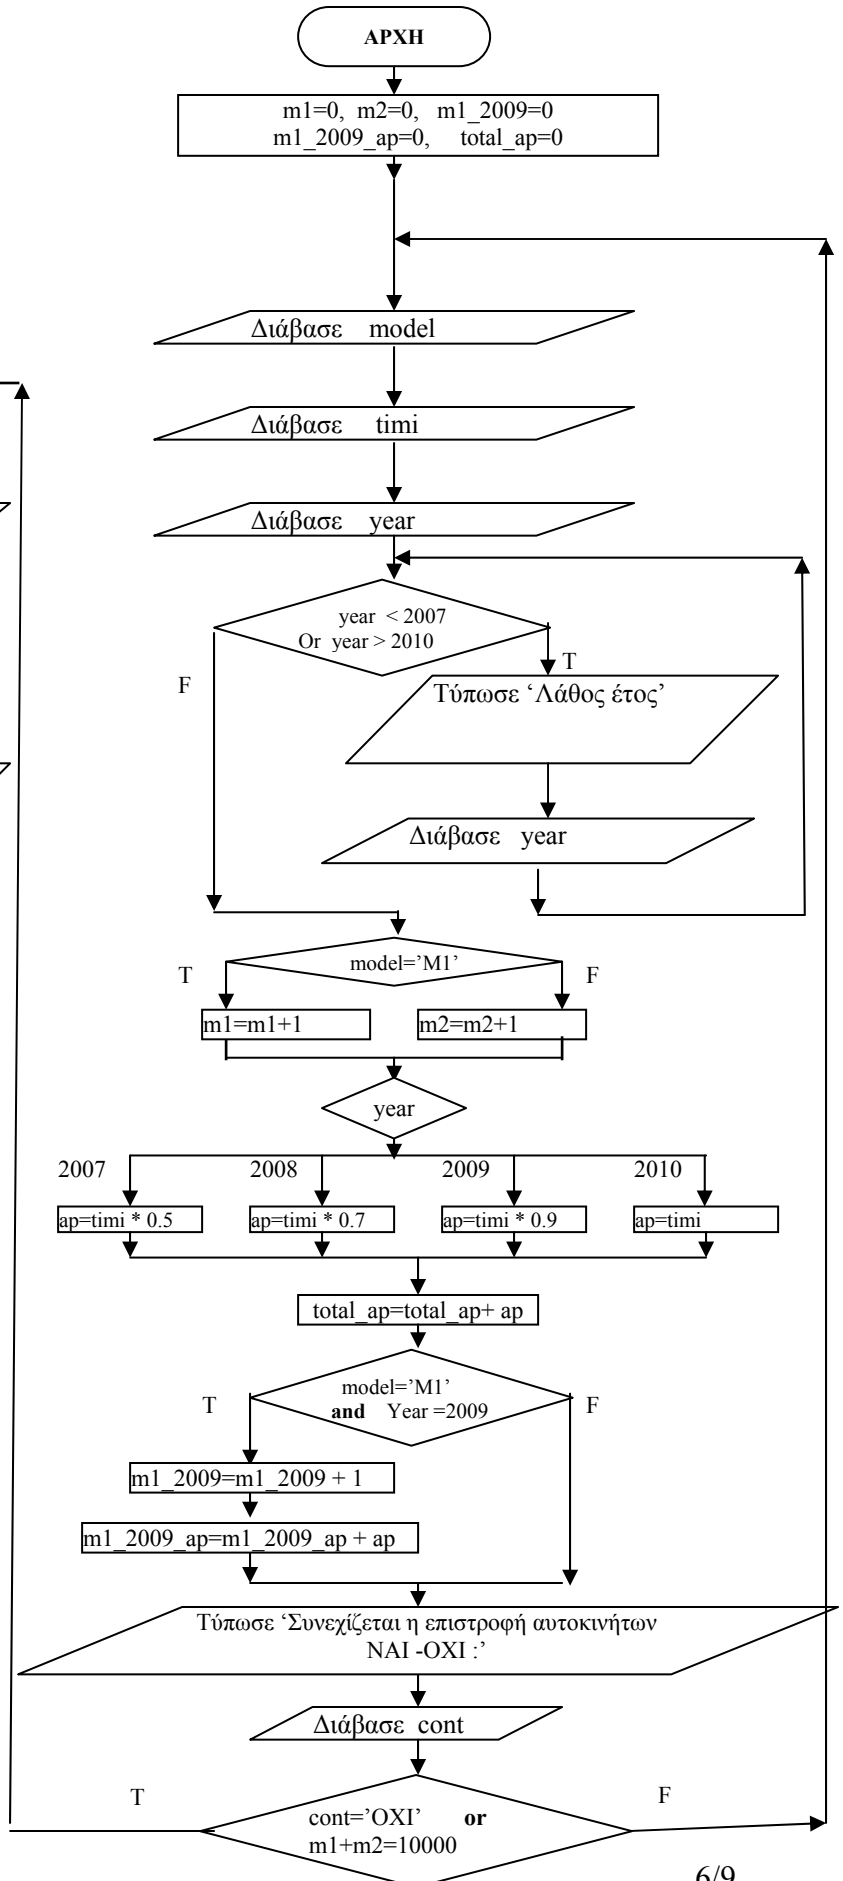 ΑΡΧΗ
m1=0, m2=0, m1_2009=0
m1_2009_ap=0, total_ap=0
Διάβασε model
Διάβασε timi
Διάβασε year
year < 2007
Or year > 2010
T
F
Τύπωσε ‘Λάθος έτος’
Διάβασε year
model=’M1’
T
F
m1=m1+1
m2=m2+1
year
2007
2008
2009
2010
ap=timi * 0.5
ap=timi * 0.7
ap=timi * 0.9
ap=timi
total_ap=total_ap+ ap
model=’M1’
and Year =2009
T
F
m1_2009=m1_2009 + 1
m1_2009_ap=m1_2009_ap + ap
Τύπωσε ‘Συνεχίζεται η επιστροφή αυτοκινήτων
ΝΑΙ -ΟΧΙ :’
Διάβασε cont
T
F
cont=’ΟΧΙ’ or
m1+m2=10000
6/9